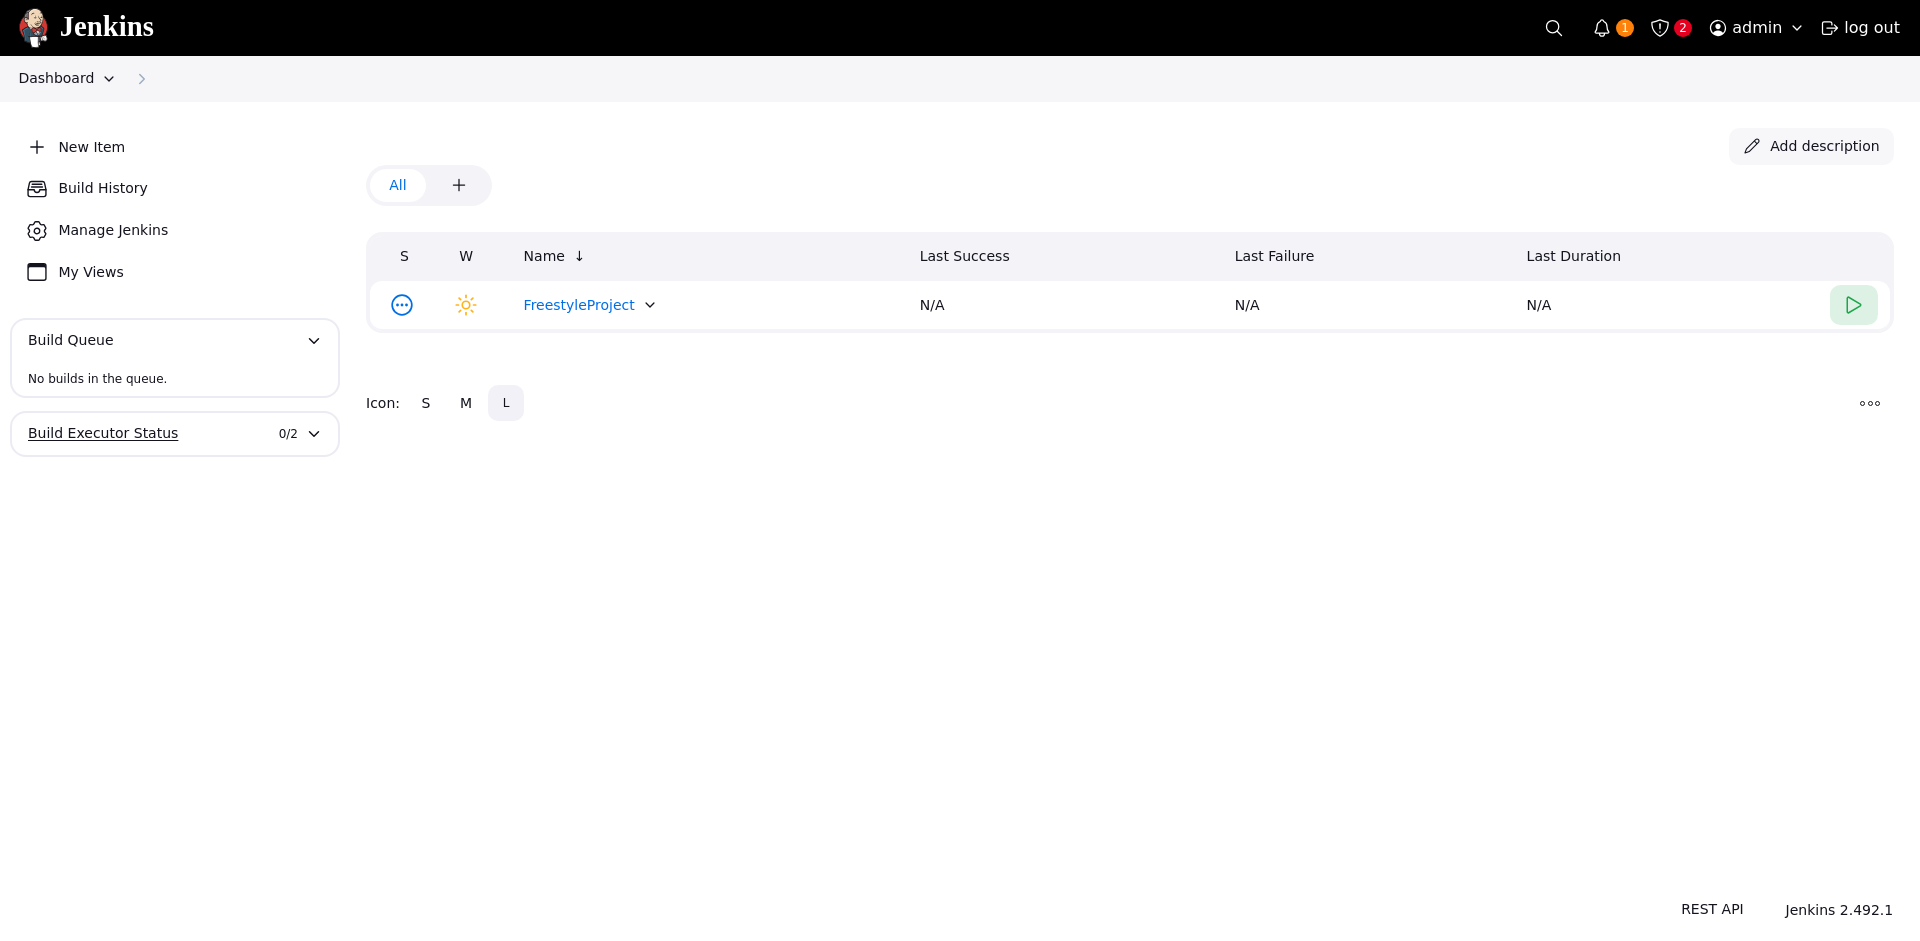 Jenkins
1
2
admin
log out
Dashboard
New Item
Build History
Manage Jenkins
My Views
Build Queue
No builds in the queue.
Build Executor Status 0/2
Add description
All
S W Name ↓ Last Success Last Failure Last Duration
FreestyleProject N/A N/A N/A
Icon: S M L
REST API Jenkins 2.492.1